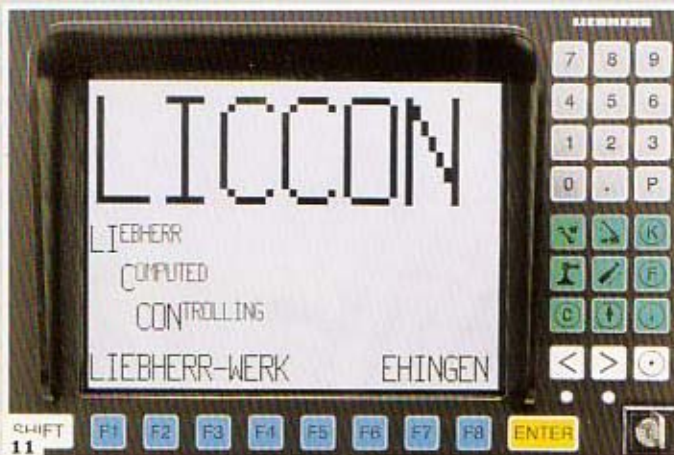 LIEBHERR
7 8 9
LICCON
4 5 6
1 2 3
0 . P
LIEBHERR
COMPUTED
K
CONTROLLING
F
C
LIEBHERR-WERK EHINGEN
< >
SHIFT F1 F2 F3 F4 F5 F6 F7 F8 ENTER
11